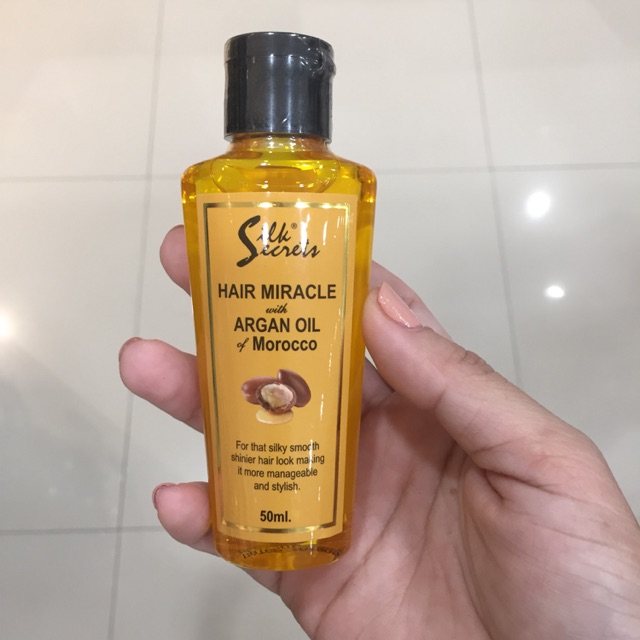 Silk®
Secrets
HAIR MIRACLE
with
ARGAN OIL
of Morocco
For that silky smooth
shinier hair look making
it more manageable
and stylish.
50ml.